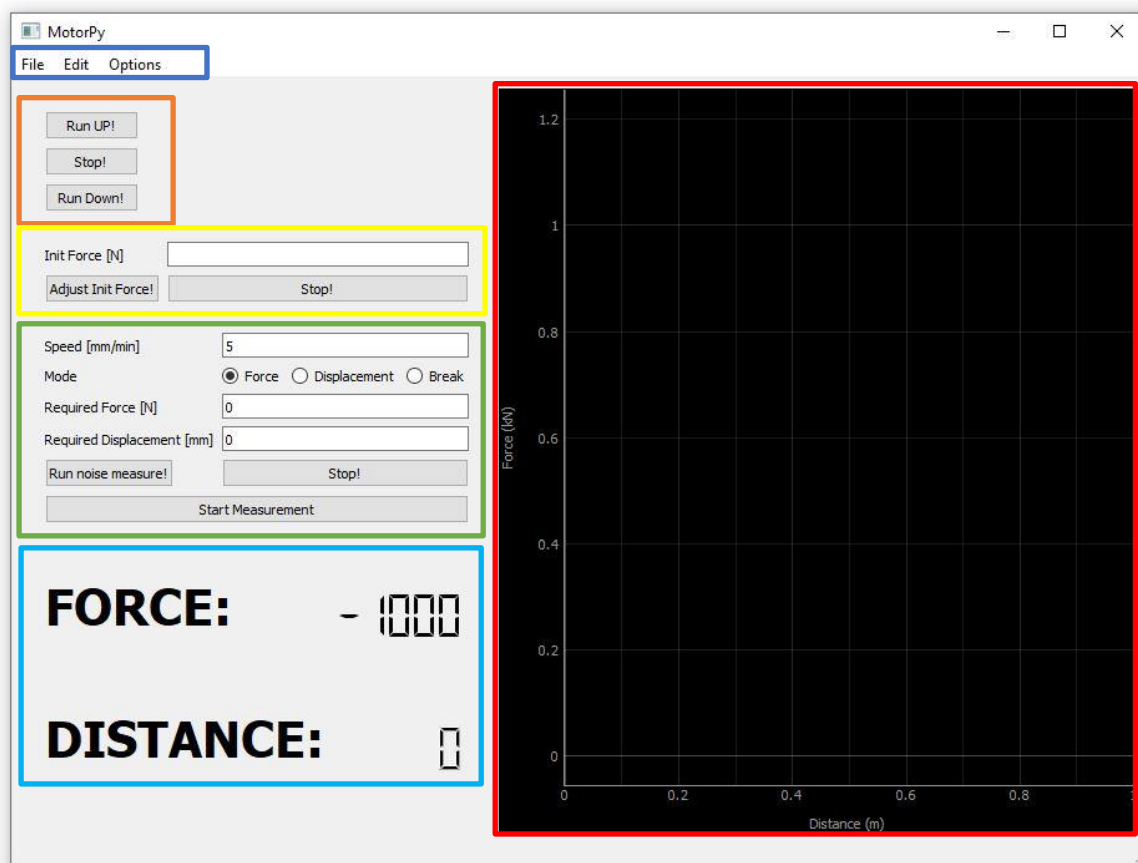 MotorPy
File Edit Options
Run UP!
Stop!
Run Down!
Init Force [N]
Adjust Init Force! Stop!
Speed [mm/min] 5
Mode Force Displacement Break
Required Force [N] 0
Required Displacement [mm] 0
Run noise measure! Stop!
Start Measurement
FORCE: -1000
DISTANCE: 0
1.2
1
0.8
0.6
0.4
0.2
0
Force (kN)
0 0.2 0.4 0.6 0.8
Distance (m)